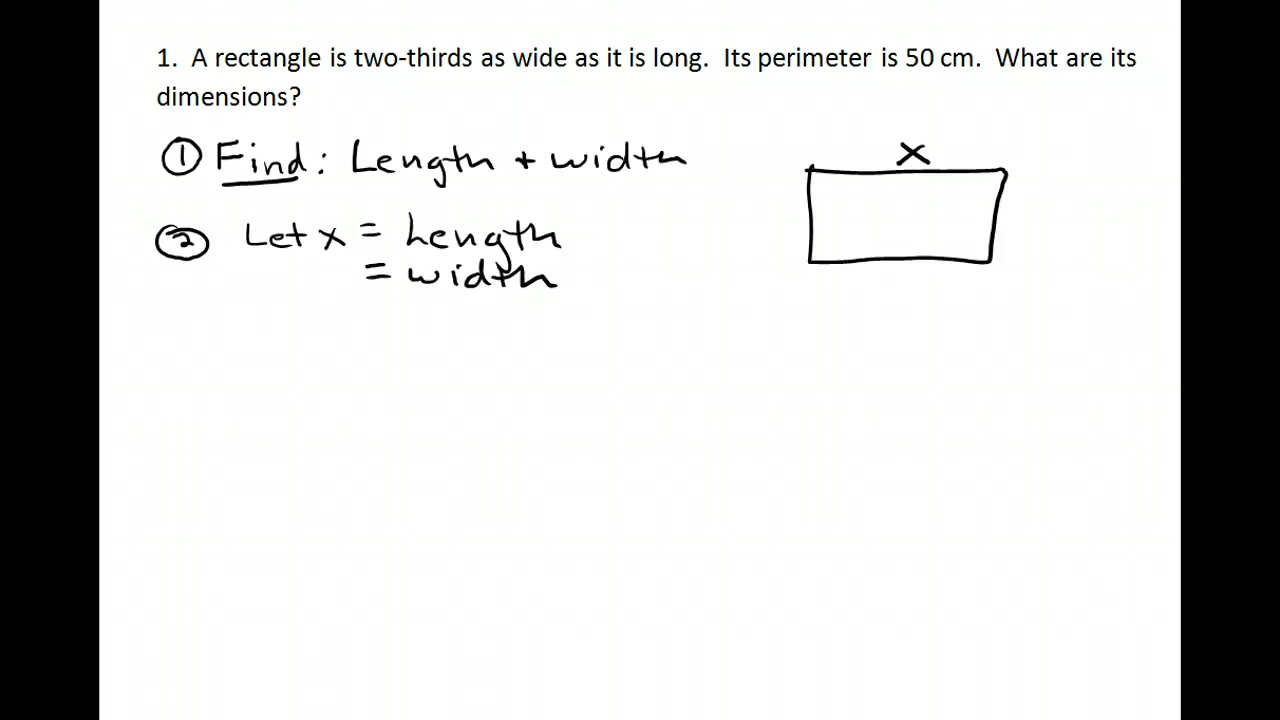 1. A rectangle is two-thirds as wide as it is long. Its perimeter is 50 cm. What are its
dimensions?
① Find: Length + width
x
② Let x = Length
= width